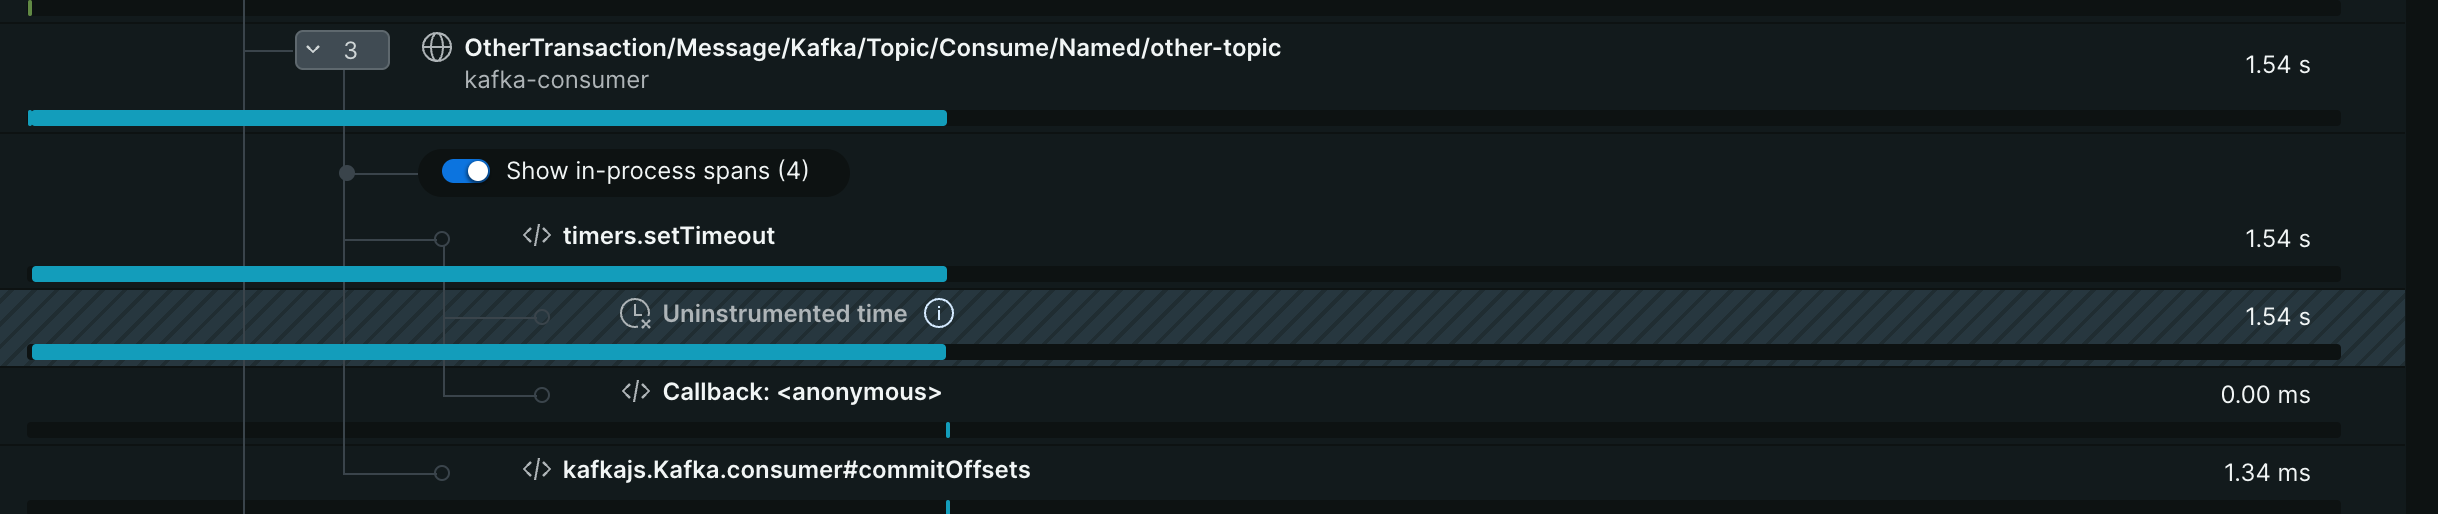 3
OtherTransaction/Message/Kafka/Topic/Consume/Named/other-topic
1.54 s
kafka-consumer
Show in-process spans (4)
</> timers.setTimeout
1.54 s
Uninstrumented time
1.54 s
</> Callback: <anonymous>
0.00 ms
</> kafkajs.Kafka.consumer#commitOffsets
1.34 ms